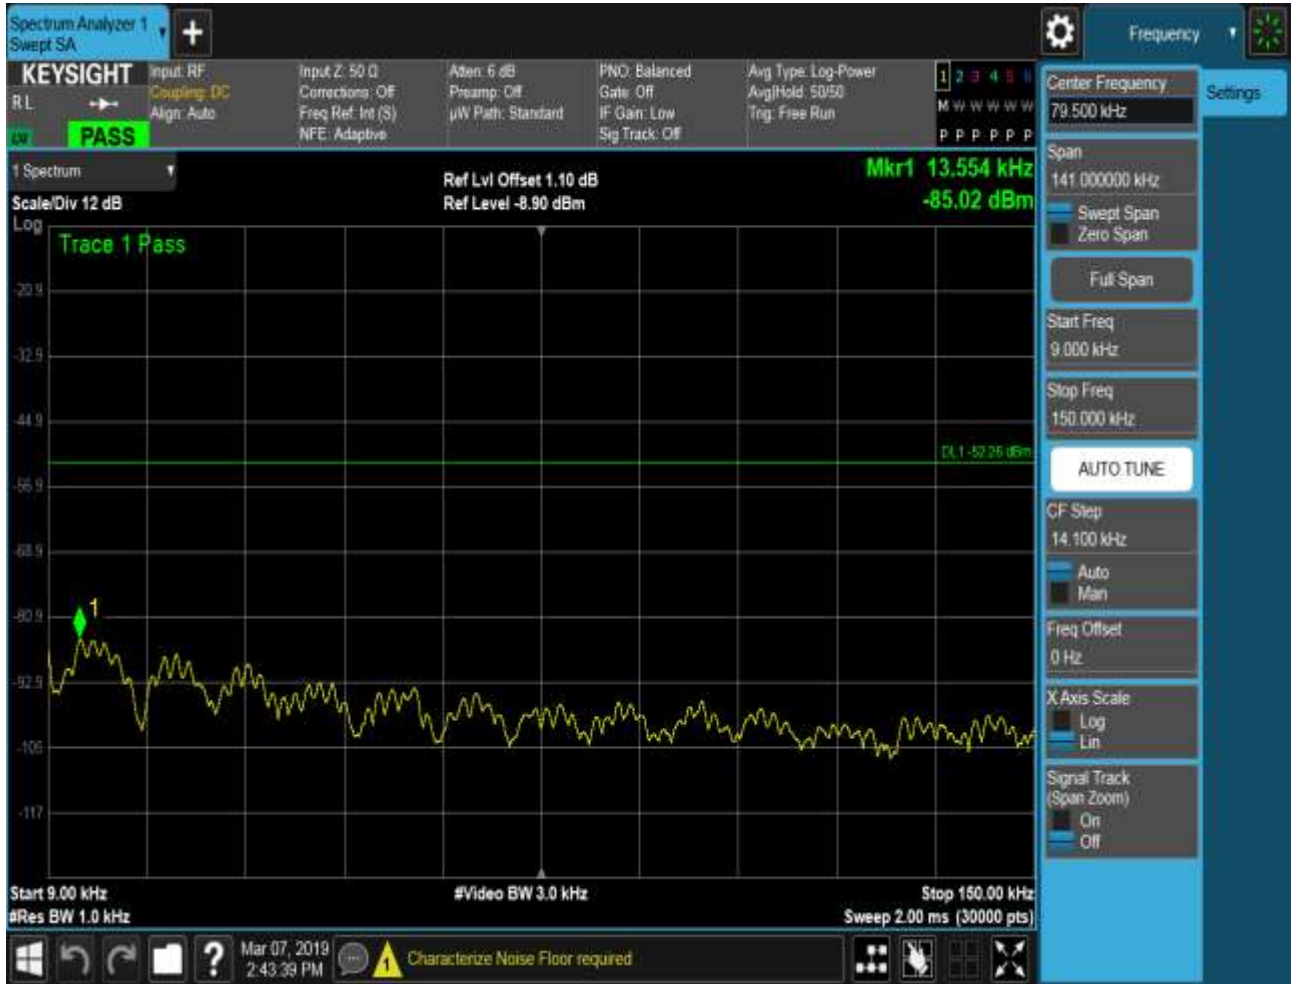 Spectrum Analyzer 1
Swept SA
Frequency
KEYSIGHT
R L
PASS
Input: RF
Coupling: DC
Align: Auto
Input Z: 50 Ω
Corrections: Off
Freq Ref: Int (S)
NFE: Adaptive
Atten: 6 dB
Preamp: Off
µW Path: Standard
PNO: Balanced
Gate: Off
IF Gain: Low
Sig Track: Off
Avg Type: Log-Power
Avg|Hold: 50/50
Trig: Free Run
1 2 3 4 5 6
M W W W W W
P P P P P P
1 Spectrum
Scale/Div 12 dB
Log
Ref Lvl Offset 1.10 dB
Ref Level -8.90 dBm
Mkr1 13.554 kHz
-85.02 dBm
Trace 1 Pass
-20.9
-32.9
-44.9
DL1 -52.26 dBm
-56.9
-68.9
1
-80.9
-92.9
-105
-117
Start 9.00 kHz
#Res BW 1.0 kHz
#Video BW 3.0 kHz
Stop 150.00 kHz
Sweep 2.00 ms (30000 pts)
Center Frequency
79.500 kHz
Settings
Span
141.000000 kHz
Swept Span
Zero Span
Full Span
Start Freq
9.000 kHz
Stop Freq
150.000 kHz
AUTO TUNE
CF Step
14.100 kHz
Auto
Man
Freq Offset
0 Hz
X Axis Scale
Log
Lin
Signal Track
(Span Zoom)
On
Off
?
Mar 07, 2019
2:43:39 PM
1
Characterize Noise Floor required